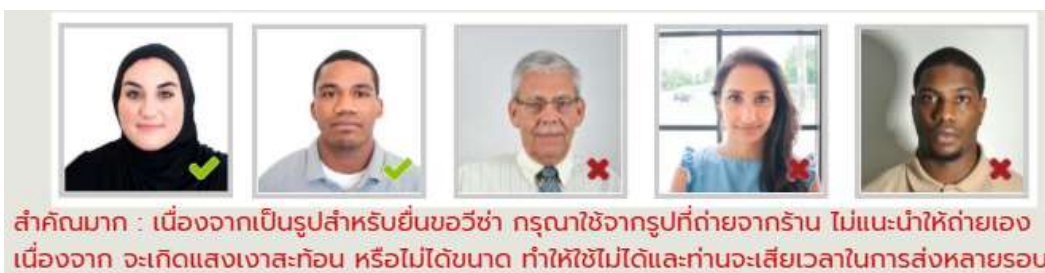 สำคัญมาก : เนื่องจากเป็นรูปสำหรับยื่นขอวีซ่า กรุณาใช้จากรูปที่ถ่ายจากร้าน ไม่แนะนำให้ถ่ายเอง
เนื่องจาก จะเกิดแสงเงาสะท้อน หรือไม่ได้ขนาด ทำให้ใช้ไม่ได้และท่านจะเสียเวลาในการส่งหลายรอบ